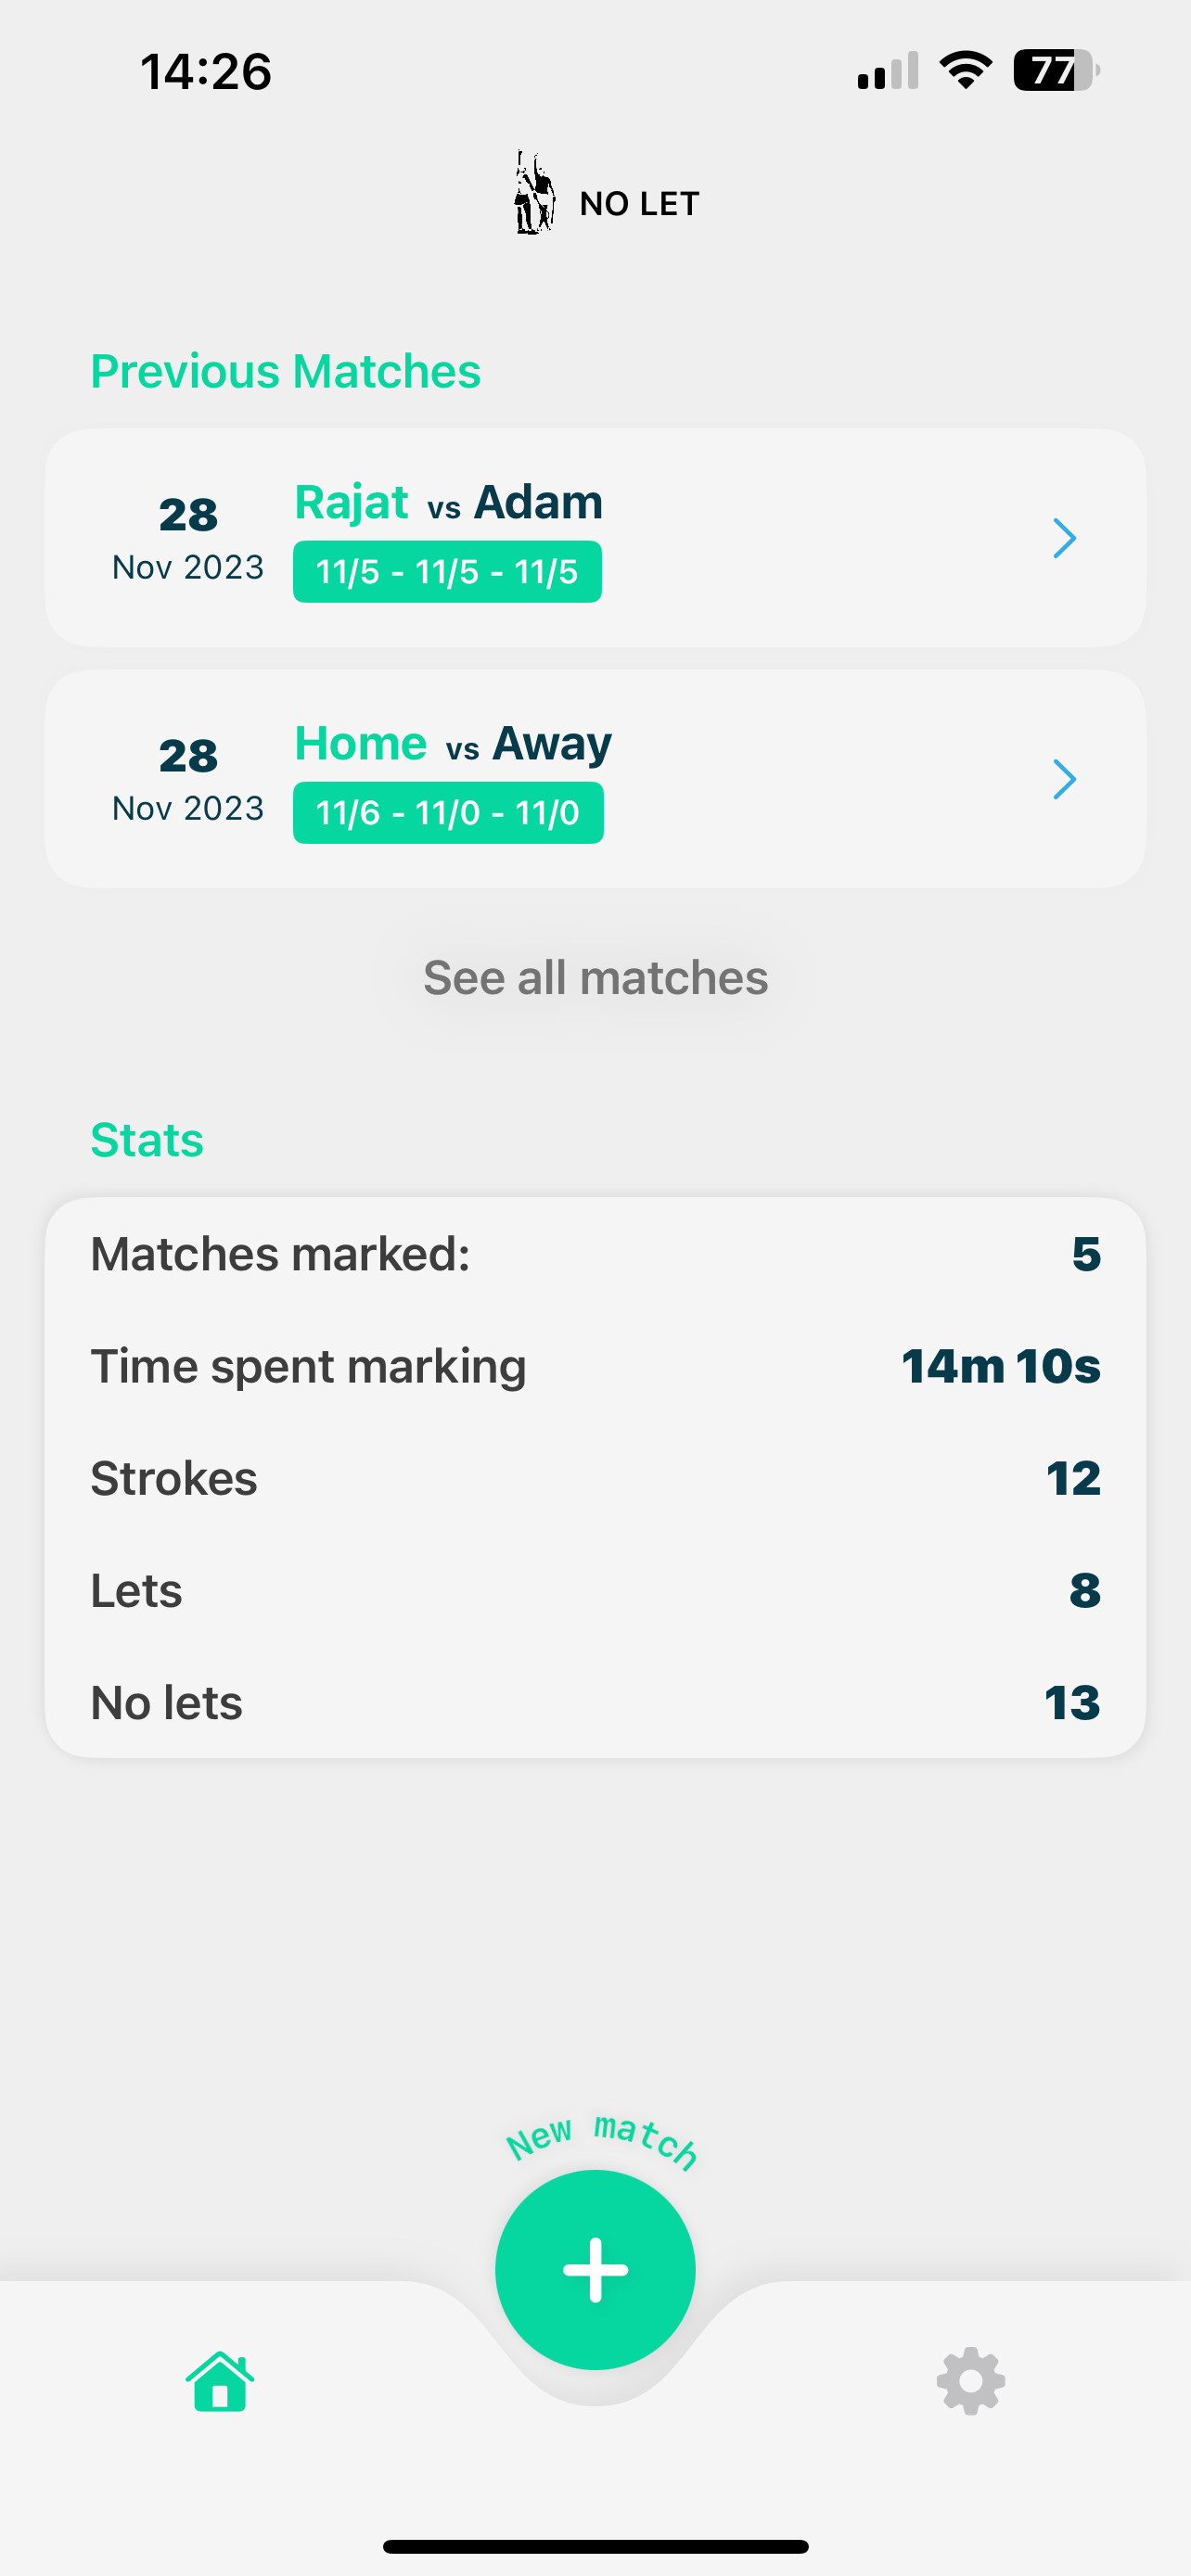 14:26
77
NO LET
Previous Matches
28
Nov 2023
Rajat vs Adam
11/5 - 11/5 - 11/5
28
Nov 2023
Home vs Away
11/6 - 11/0 - 11/0
See all matches
Stats
Matches marked: 5
Time spent marking 14m 10s
Strokes 12
Lets 8
No lets 13
New match